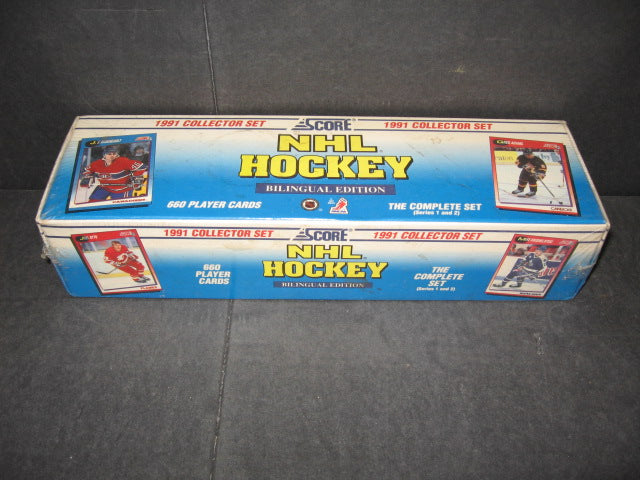 1991 COLLECTOR SET SCORE 1991 COLLECTOR SET
NHL
HOCKEY
BILINGUAL EDITION
660 PLAYER CARDS
THE COMPLETE SET
(Series 1 and 2)
CANADIENS
CANUCKS
1991 COLLECTOR SET SCORE 1991 COLLECTOR SET
NHL
HOCKEY
BILINGUAL EDITION
660
PLAYER
CARDS
THE
COMPLETE
SET
(Series 1 and 2)